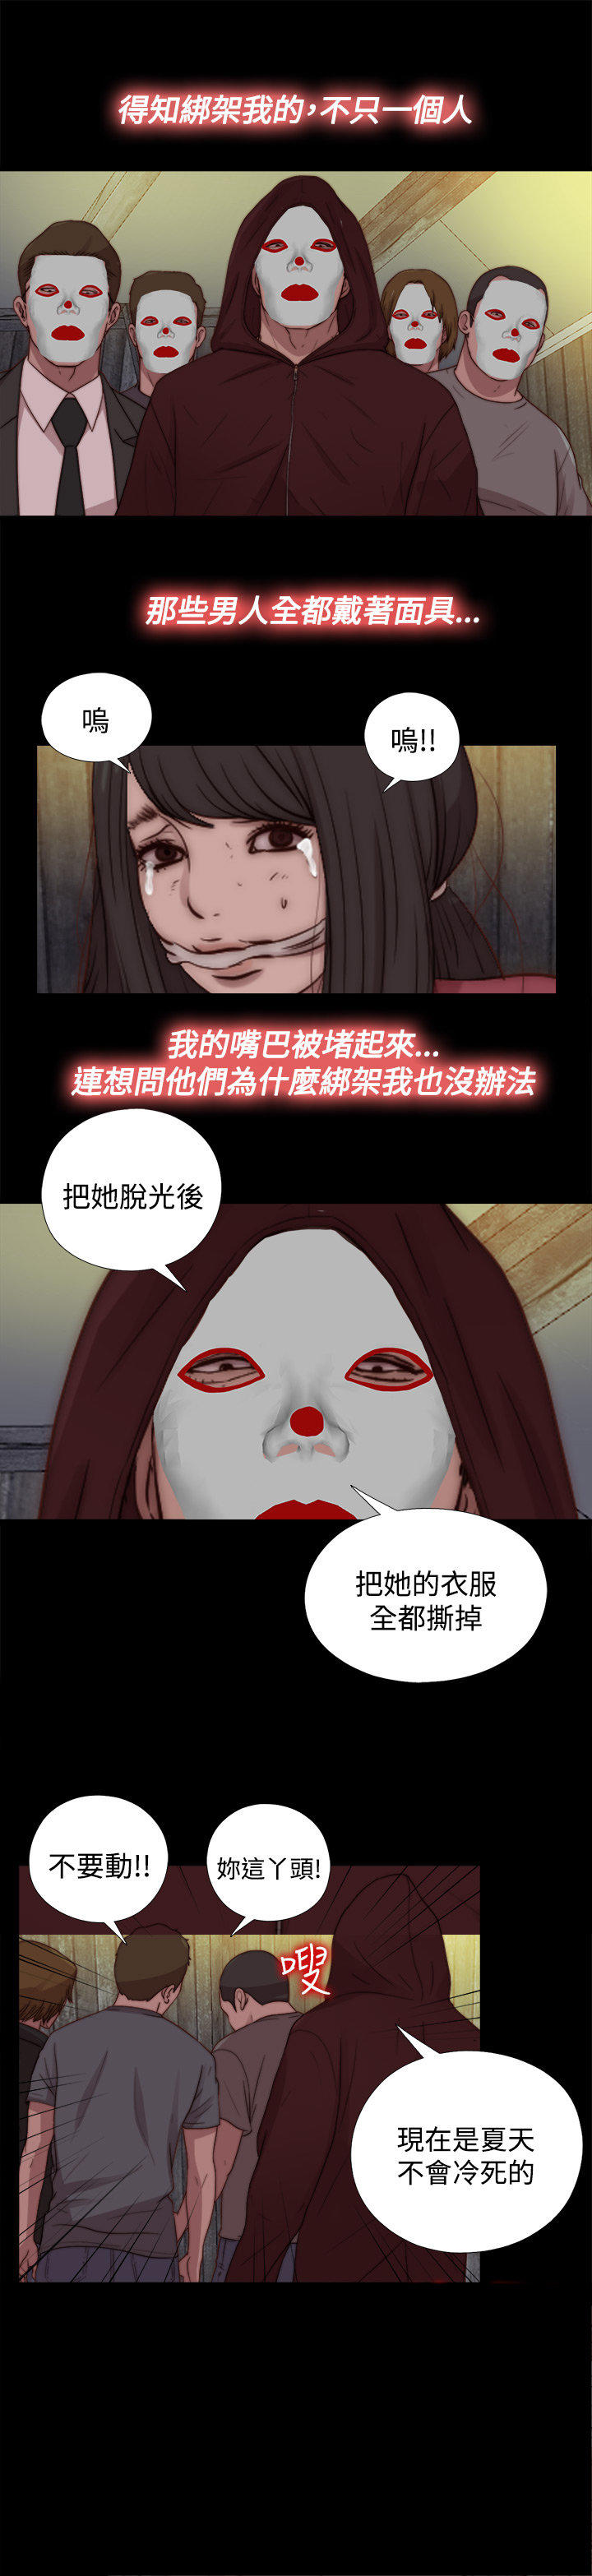 得知綁架我的，不只一個人
那些男人全都戴著面具...
嗚
嗚!!
我的嘴巴被堵起來...
連想問他們為什麼綁架我也沒辦法
把她脫光後
把她的衣服
全都撕掉
不要動!!
妳這丫頭!
嗖
現在是夏天
不會冷死的